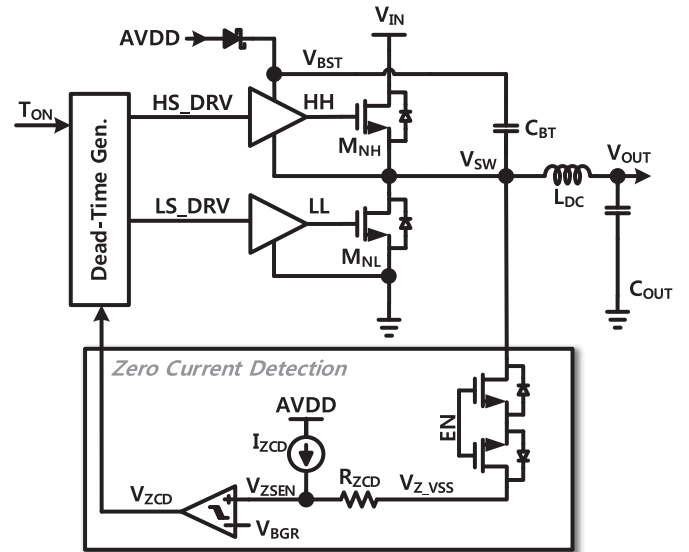 V_IN
AVDD
V_BST
T_ON
HS_DRV
HH
M_NH
C_BT
V_SW
V_OUT
L_DC
Dead-Time Gen.
LS_DRV
LL
M_NL
C_OUT
Zero Current Detection
AVDD
I_ZCD
EN
V_ZCD
V_ZSEN
R_ZCD
V_Z_VSS
+
-
V_BGR